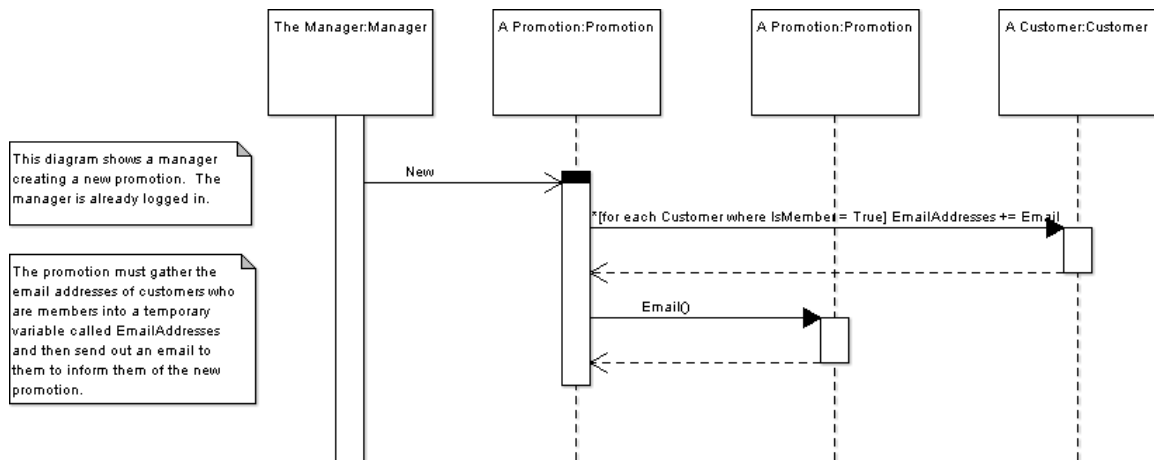 The Manager:Manager
A Promotion:Promotion
A Promotion:Promotion
A Customer:Customer
This diagram shows a manager
creating a new promotion. The
manager is already logged in.
New
*[for each Customer where IsMember = True] EmailAddresses += Email
The promotion must gather the
email addresses of customers who
are members into a temporary
variable called EmailAddresses
and then send out an email to
them to inform them of the new
promotion.
Email()